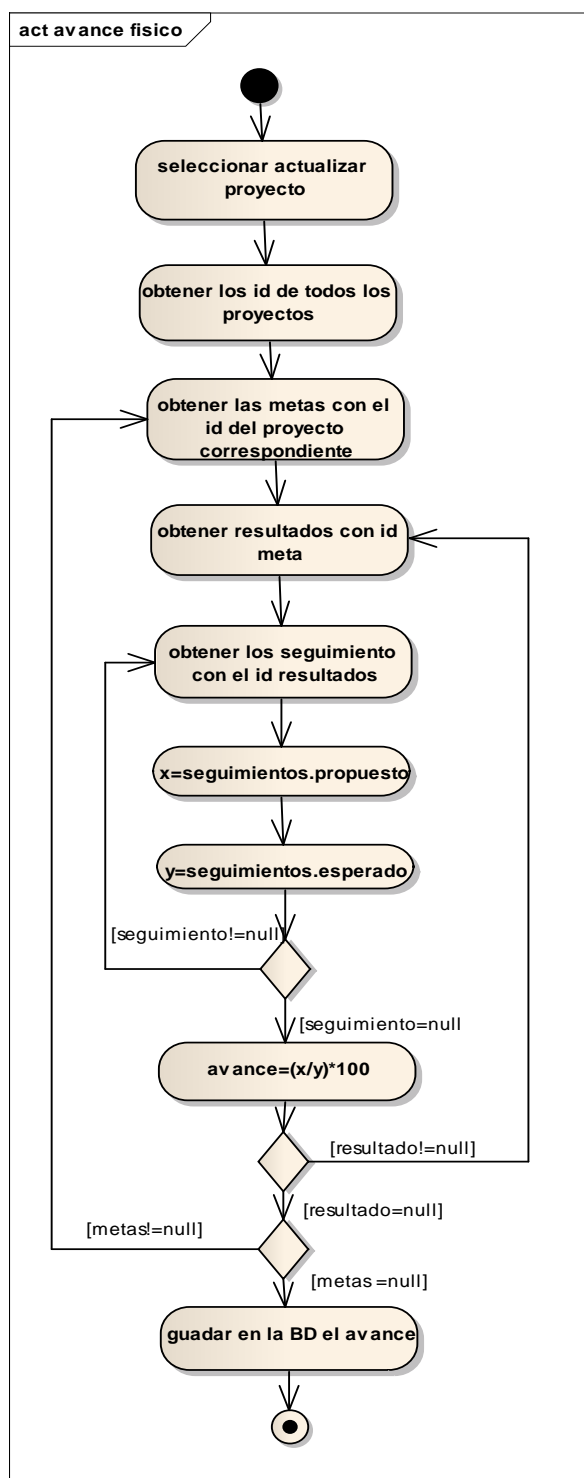 act avance fisico
seleccionar actualizar
proyecto
obtener los id de todos los
proyectos
obtener las metas con el
id del proyecto
correspondiente
obtener resultados con id
meta
obtener los seguimiento
con el id resultados
x=seguimientos.propuesto
y=seguimientos.esperado
[seguimiento!=null]
[seguimiento=null
avance=(x/y)*100
[resultado!=null]
[resultado=null]
[metas!=null]
[metas =null]
guadar en la BD el avance